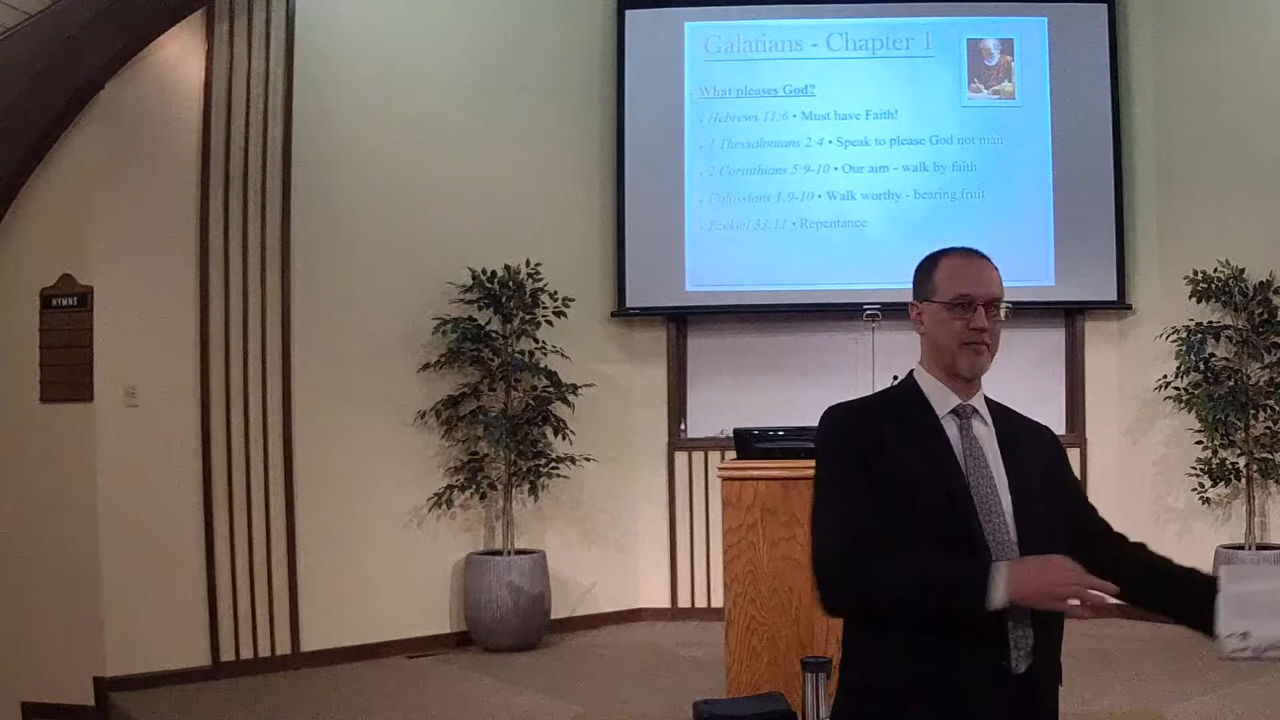 Galatians - Chapter 1
What pleases God?
Hebrews 11:6 • Must have Faith!
1 Thessalonians 2:4 • Speak to please God not man
2 Corinthians 5:9-10 • Our aim - walk by faith
Colossians 1:9-10 • Walk worthy - bearing fruit
Ezekiel 33:11 • Repentance
HYMNS